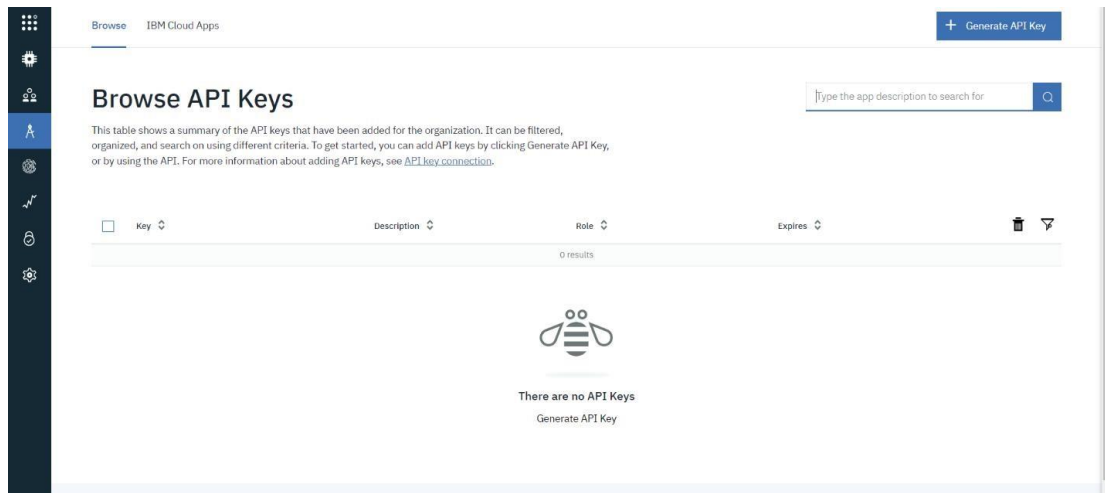 Browse IBM Cloud Apps
+ Generate API Key
Browse API Keys
Type the app description to search for
This table shows a summary of the API keys that have been added for the organization. It can be filtered,
organized, and search on using different criteria. To get started, you can add API keys by clicking Generate API Key,
or by using the API. For more information about adding API keys, see API key connection.
Key Description Role Expires
0 results
There are no API Keys
Generate API Key